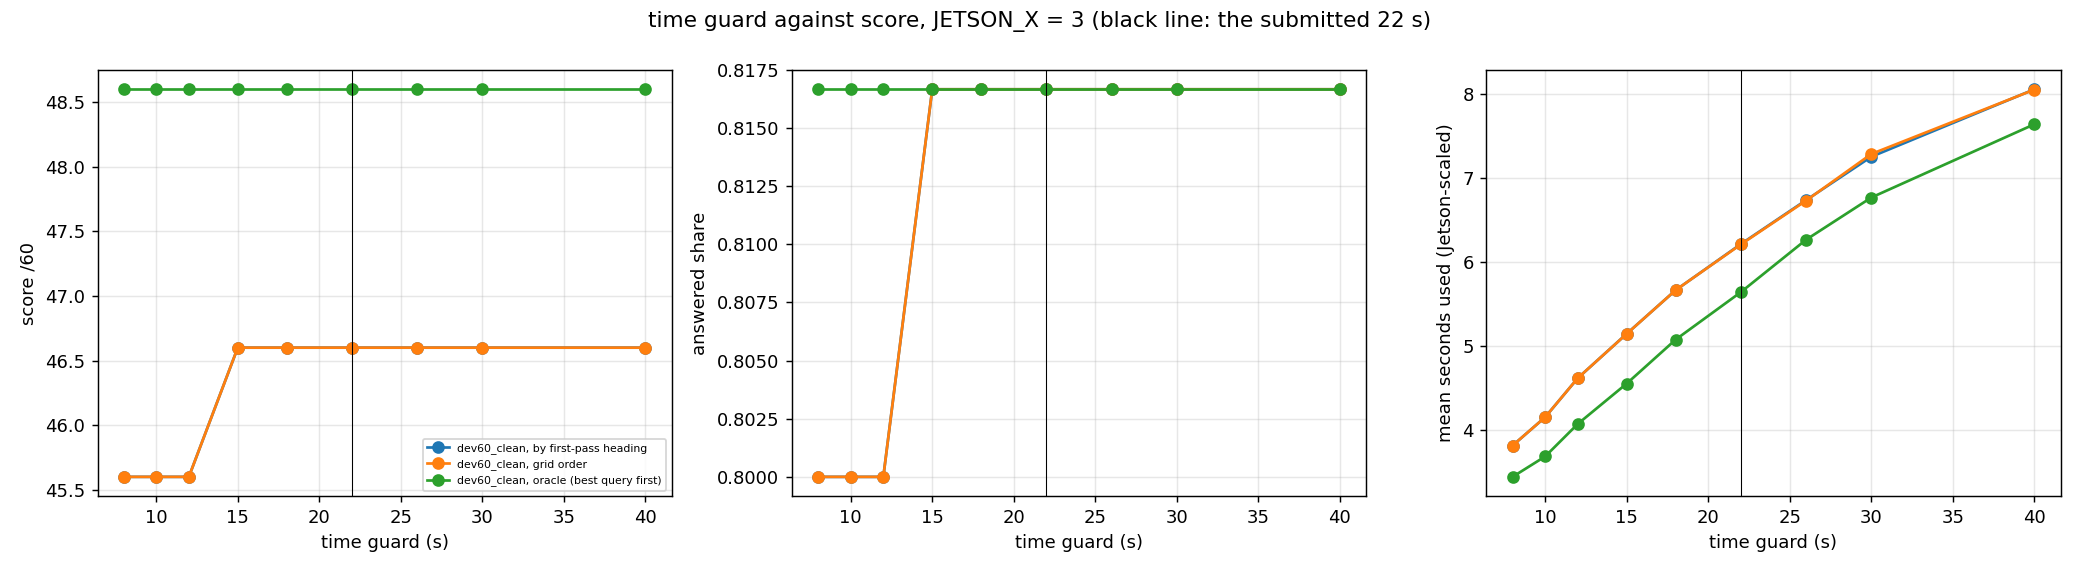 time guard against score, JETSON_X = 3 (black line: the submitted 22 s)
score /60
48.5
48.0
47.5
47.0
46.5
46.0
45.5
10 15 20 25 30 35 40
time guard (s)
dev60_clean, by first-pass heading
dev60_clean, grid order
dev60_clean, oracle (best query first)
answered share
0.8175
0.8150
0.8125
0.8100
0.8075
0.8050
0.8025
0.8000
10 15 20 25 30 35 40
time guard (s)
mean seconds used (Jetson-scaled)
8
7
6
5
4
10 15 20 25 30 35 40
time guard (s)